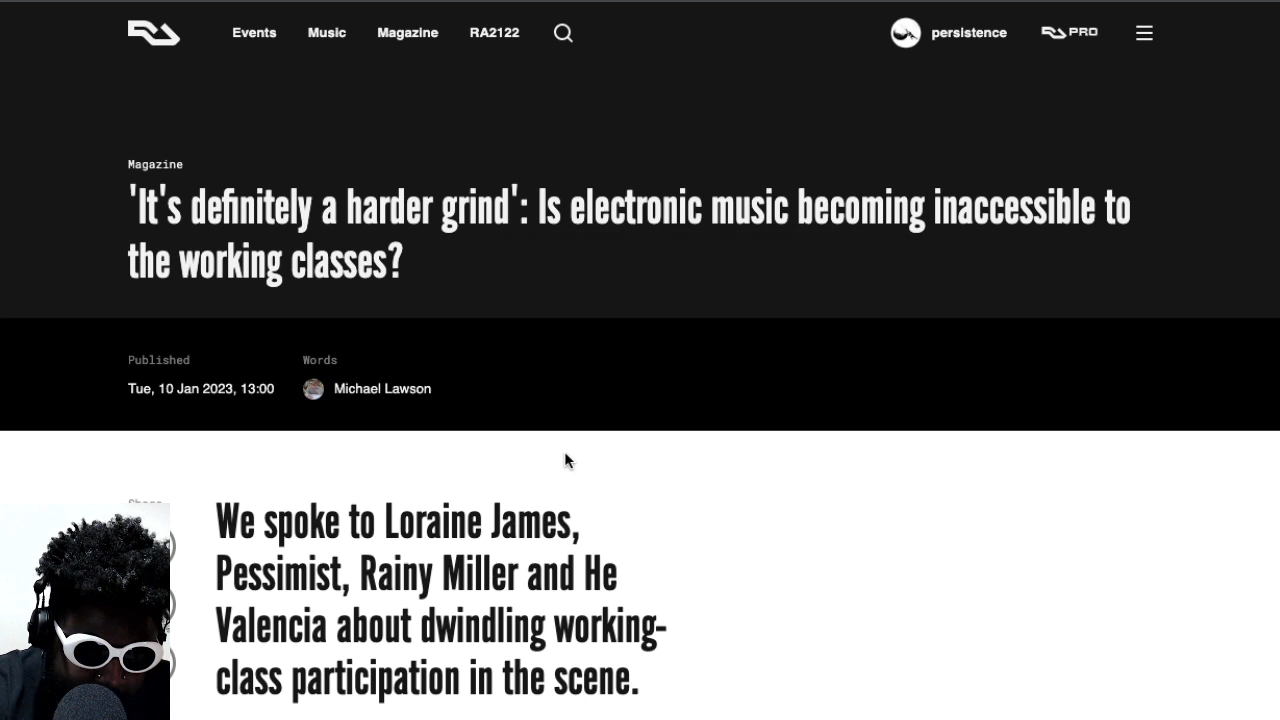 Events Music Magazine RA2122 persistence PRO
Magazine
'It's definitely a harder grind': Is electronic music becoming inaccessible to
the working classes?
Published Words
Tue, 10 Jan 2023, 13:00 Michael Lawson
We spoke to Loraine James,
Pessimist, Rainy Miller and He
Valencia about dwindling working-
class participation in the scene.